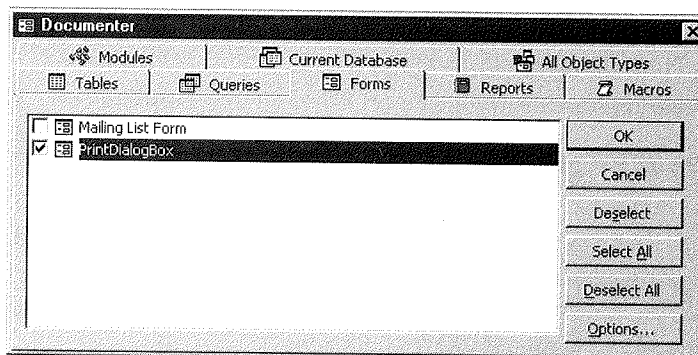 Documenter
Modules
Current Database
All Object Types
Tables
Queries
Forms
Reports
Macros
Mailing List Form
PrintDialogBox
OK
Cancel
Deselect
Select All
Deselect All
Options...